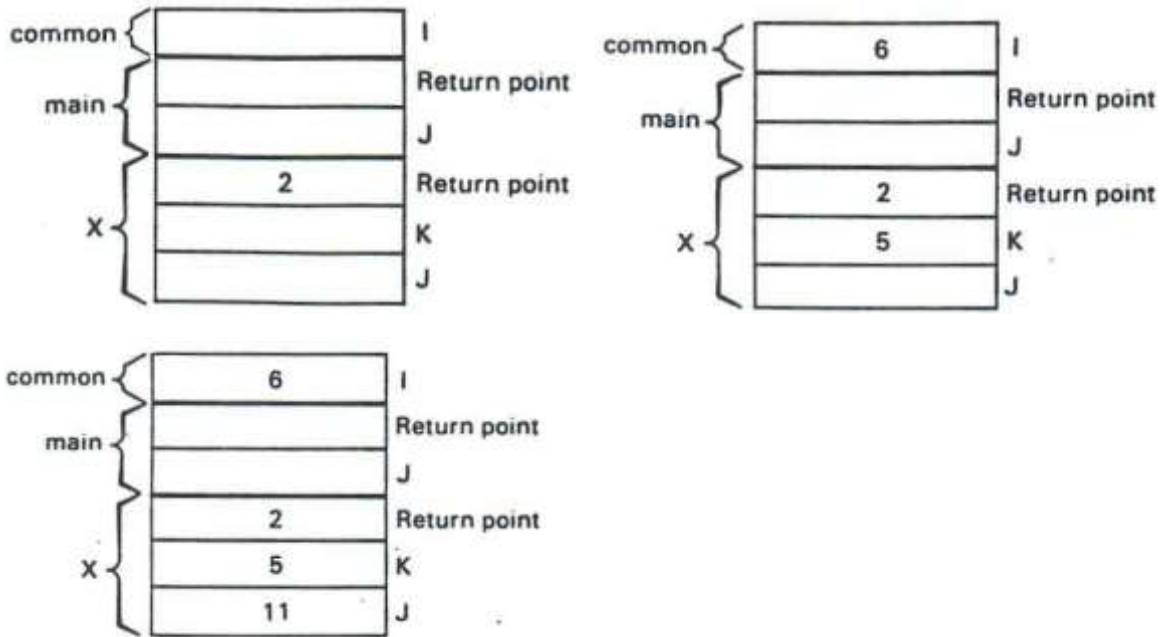 common
I
Return point
main
J
2
Return point
X
K
J
common
6
I
Return point
main
J
2
Return point
X
5
K
J
common
6
I
Return point
main
J
2
Return point
X
5
K
11
J